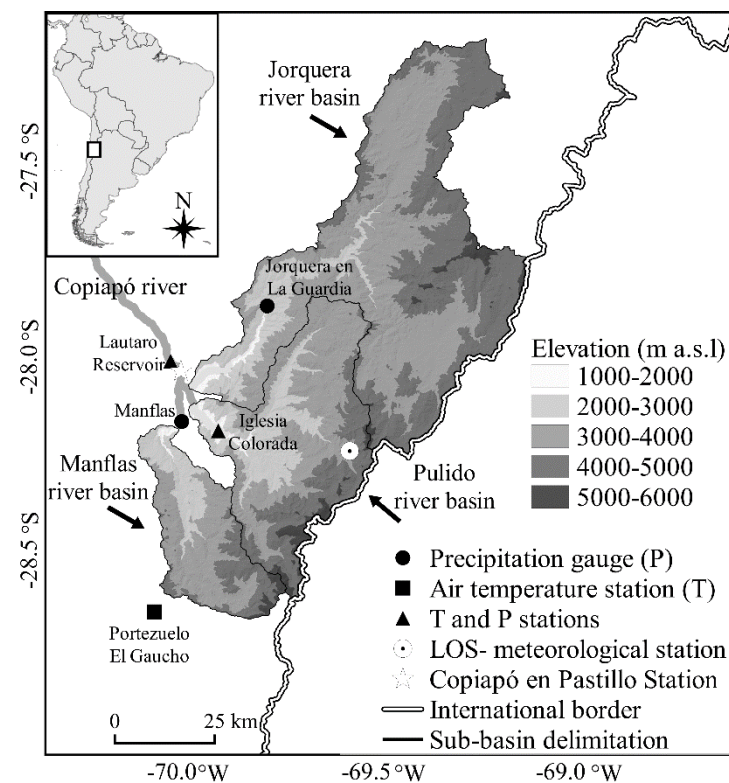 N
Jorquera
river basin
-27.5 °S
Copiapó river
Jorquera en
La Guardia
Lautaro
Reservoir
-28.0 °S
Elevation (m a.s.l)
1000-2000
2000-3000
3000-4000
4000-5000
5000-6000
Manflas
Iglesia
Colorada
Manflas
river basin
Pulido
river basin
-28.5 °S
Precipitation gauge (P)
Air temperature station (T)
T and P stations
LOS- meteorological station
Copiapó en Pastillo Station
International border
Sub-basin delimitation
Portezuelo
El Gaucho
0 25 km
-70.0°W -69.5°W -69.0°W